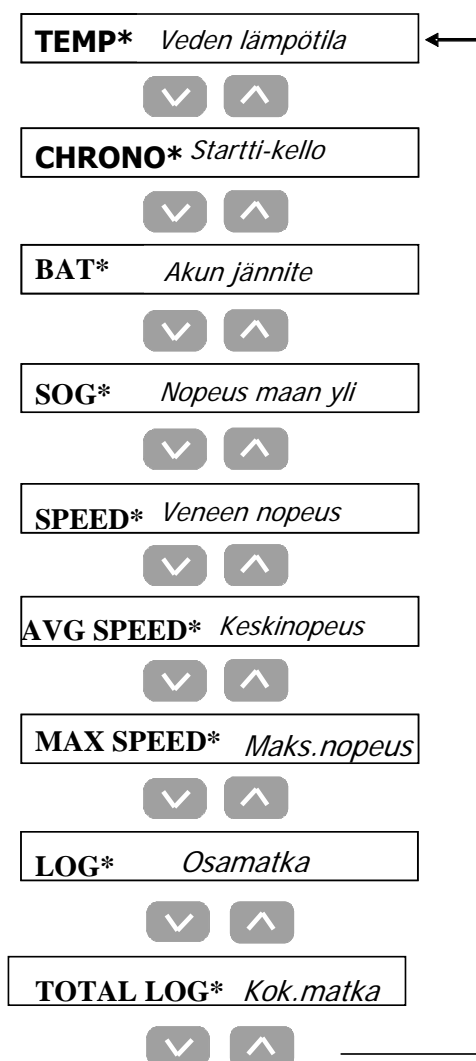 TEMP* Veden lämpötila
CHRONO* Startti-kello
BAT* Akun jännite
SOG* Nopeus maan yli
SPEED* Veneen nopeus
AVG SPEED* Keskinopeus
MAX SPEED* Maks.nopeus
LOG* Osamatka
TOTAL LOG* Kok.matka